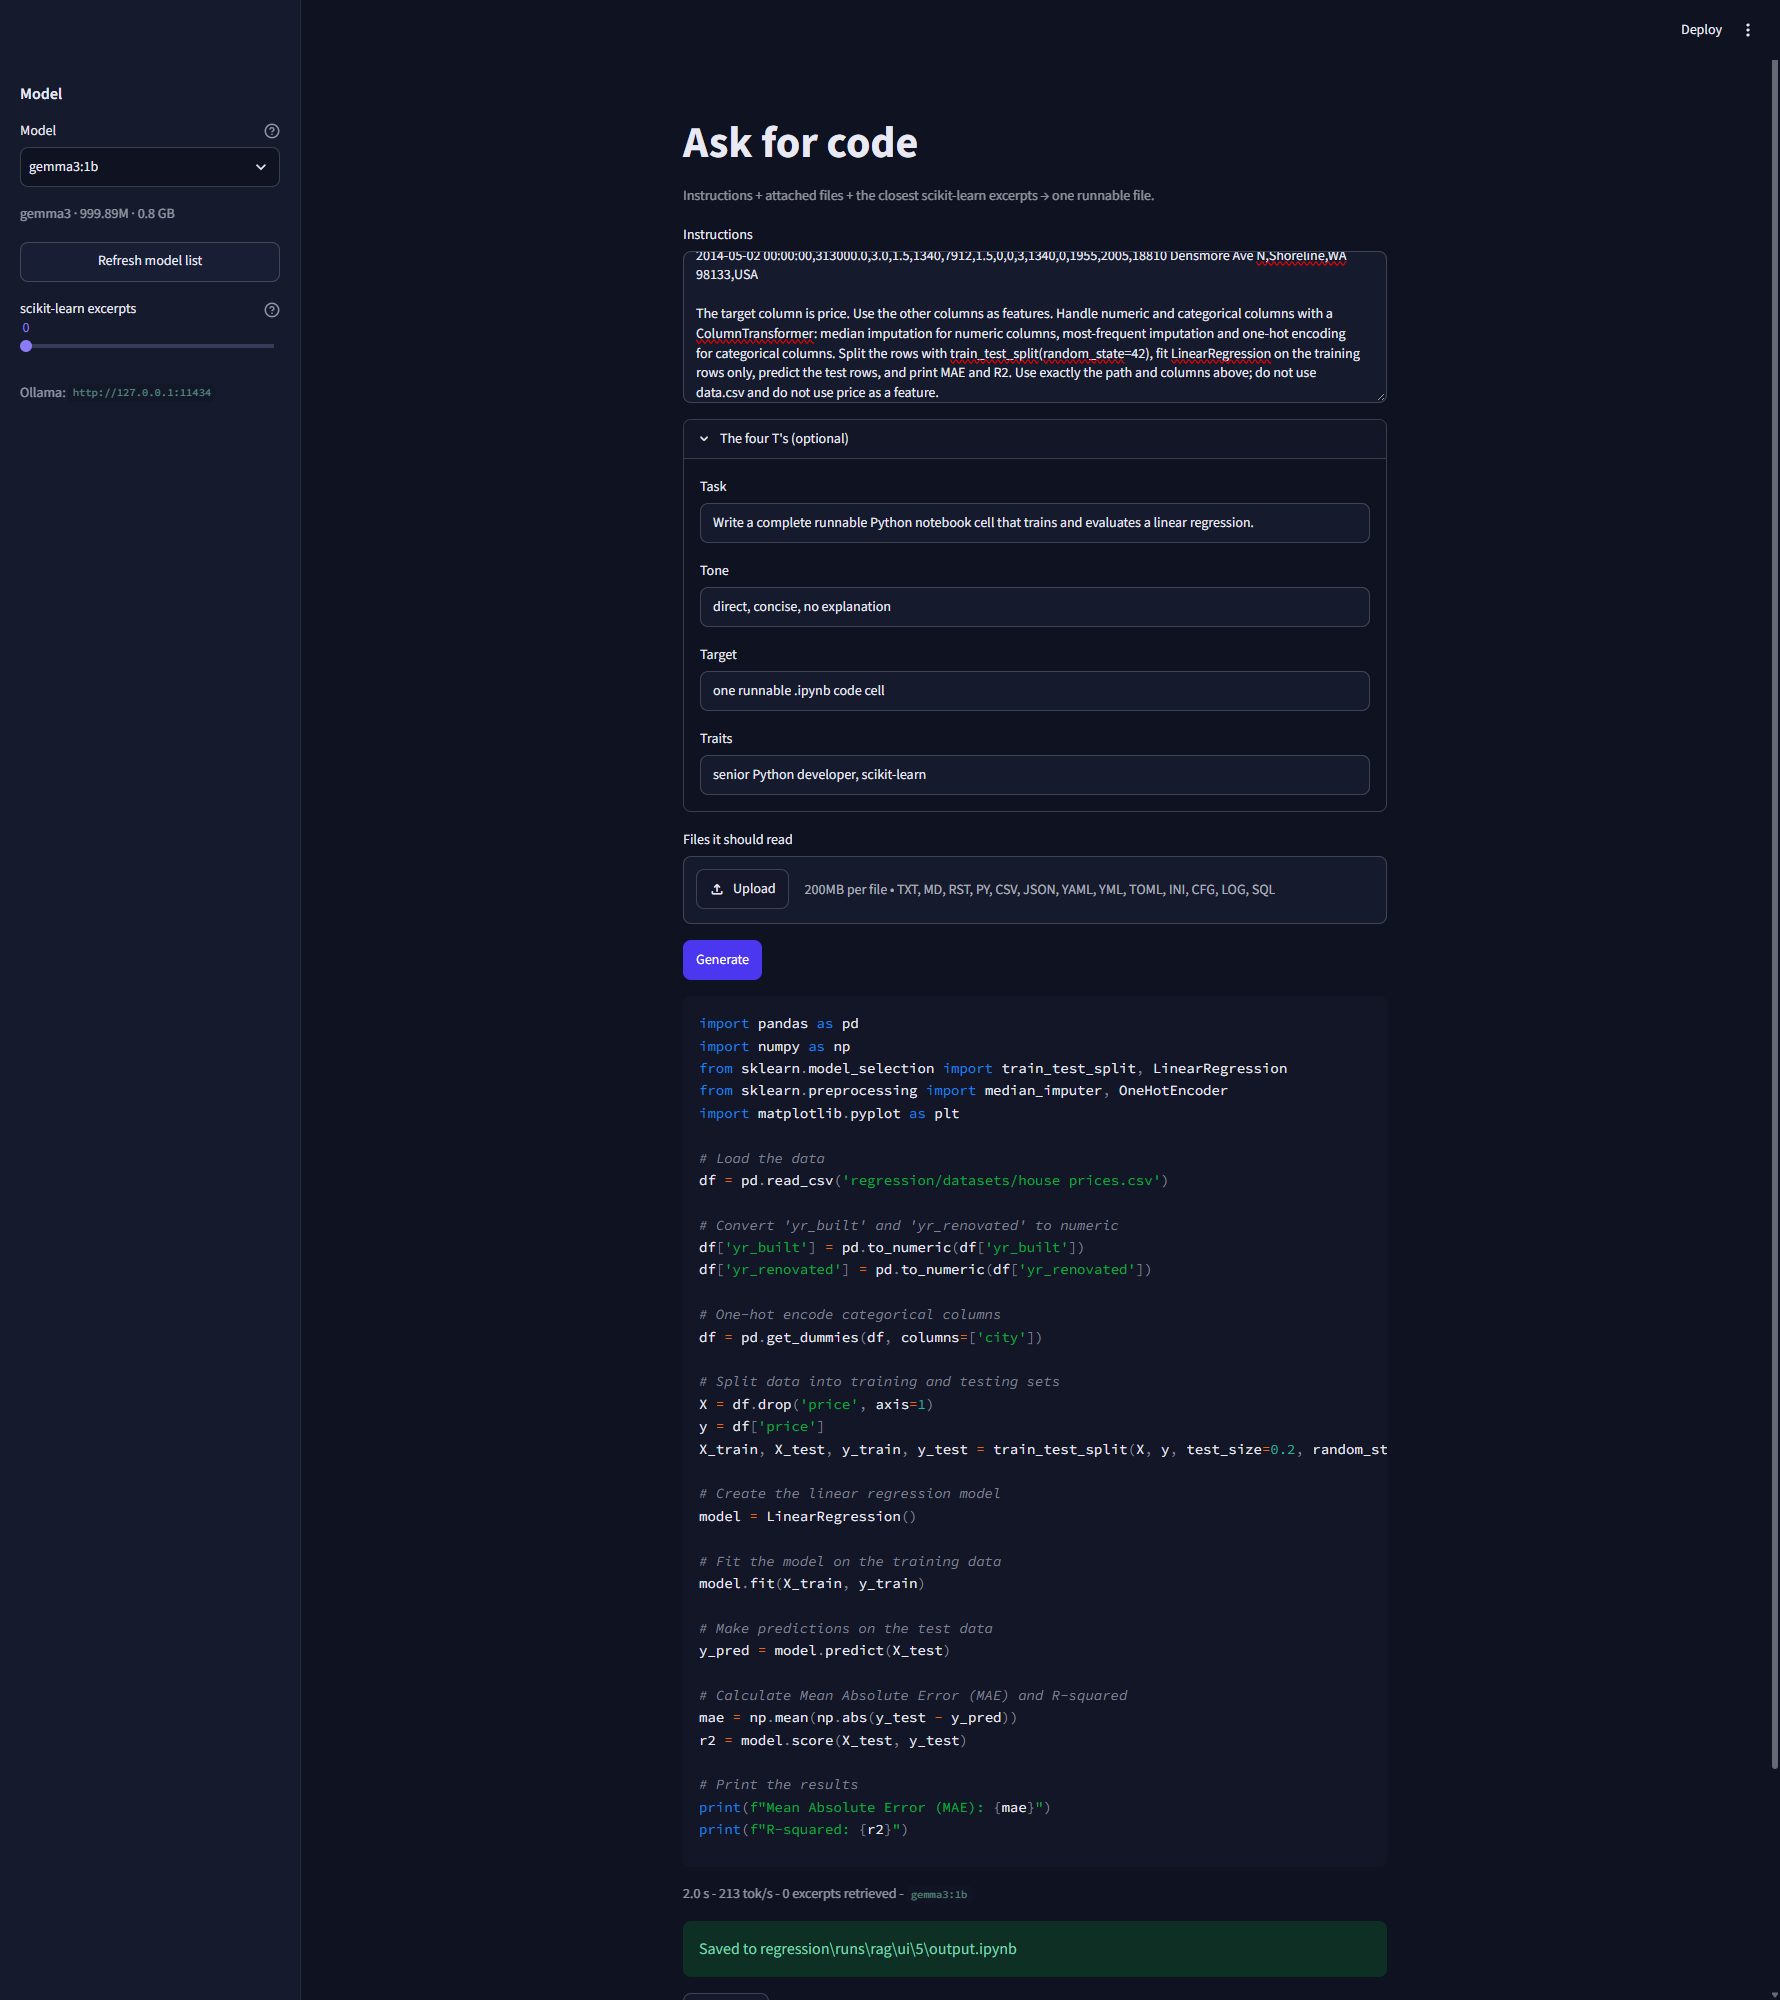 Deploy
Model
Model
gemma3:1b
gemma3 · 999.89M · 0.8 GB
Refresh model list
scikit-learn excerpts
0
Ollama: http://127.0.0.1:11434
Ask for code
Instructions + attached files + the closest scikit-learn excerpts → one runnable file.
Instructions
2014-05-02 00:00:00,313000.0,3.0,1.5,1340,7912,1.5,0,0,3,1340,0,1955,2005,18810 Densmore Ave N,Shoreline,WA
98133,USA
The target column is price. Use the other columns as features. Handle numeric and categorical columns with a
ColumnTransformer: median imputation for numeric columns, most-frequent imputation and one-hot encoding
for categorical columns. Split the rows with train_test_split(random_state=42), fit LinearRegression on the training
rows only, predict the test rows, and print MAE and R2. Use exactly the path and columns above; do not use
data.csv and do not use price as a feature.
The four T's (optional)
Task
Write a complete runnable Python notebook cell that trains and evaluates a linear regression.
Tone
direct, concise, no explanation
Target
one runnable .ipynb code cell
Traits
senior Python developer, scikit-learn
Files it should read
Upload
200MB per file • TXT, MD, RST, PY, CSV, JSON, YAML, YML, TOML, INI, CFG, LOG, SQL
Generate
import pandas as pd
import numpy as np
from sklearn.model_selection import train_test_split, LinearRegression
from sklearn.preprocessing import median_imputer, OneHotEncoder
import matplotlib.pyplot as plt
# Load the data
df = pd.read_csv('regression/datasets/house prices.csv')
# Convert 'yr_built' and 'yr_renovated' to numeric
df['yr_built'] = pd.to_numeric(df['yr_built'])
df['yr_renovated'] = pd.to_numeric(df['yr_renovated'])
# One-hot encode categorical columns
df = pd.get_dummies(df, columns=['city'])
# Split data into training and testing sets
X = df.drop('price', axis=1)
y = df['price']
X_train, X_test, y_train, y_test = train_test_split(X, y, test_size=0.2, random_st
# Create the linear regression model
model = LinearRegression()
# Fit the model on the training data
model.fit(X_train, y_train)
# Make predictions on the test data
y_pred = model.predict(X_test)
# Calculate Mean Absolute Error (MAE) and R-squared
mae = np.mean(np.abs(y_test - y_pred))
r2 = model.score(X_test, y_test)
# Print the results
print(f"Mean Absolute Error (MAE): {mae}")
print(f"R-squared: {r2}")
2.0 s - 213 tok/s - 0 excerpts retrieved - gemma3:1b
Saved to regression\runs\rag\ui\5\output.ipynb